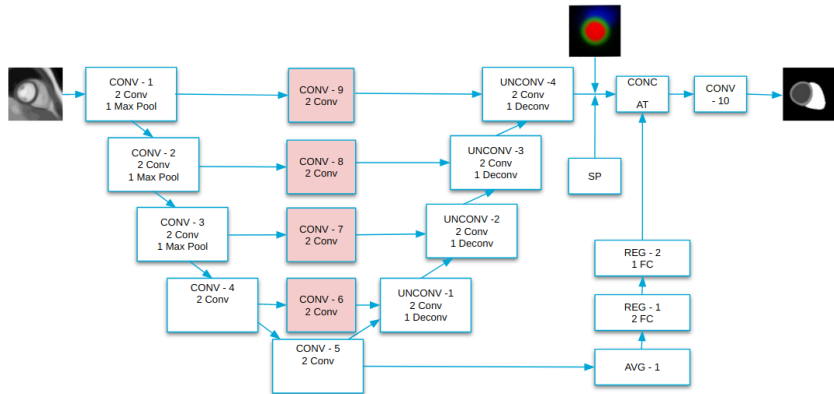 CONV - 1
2 Conv
1 Max Pool
CONV - 9
2 Conv
UNCONV -4
2 Conv
1 Deconv
CONC
AT
CONV
- 10
CONV - 2
2 Conv
1 Max Pool
CONV - 8
2 Conv
UNCONV -3
2 Conv
1 Deconv
SP
CONV - 3
2 Conv
1 Max Pool
CONV - 7
2 Conv
UNCONV -2
2 Conv
1 Deconv
REG - 2
1 FC
CONV - 4
2 Conv
CONV - 6
2 Conv
UNCONV -1
2 Conv
1 Deconv
REG - 1
2 FC
CONV - 5
2 Conv
AVG - 1